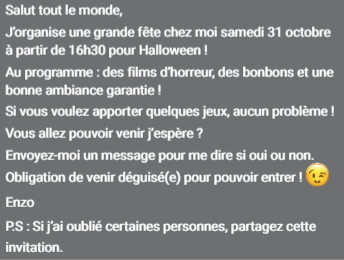 Salut tout le monde,
J'organise une grande fête chez moi samedi 31 octobre
à partir de 16h30 pour Halloween !
Au programme : des films d'horreur, des bonbons et une
bonne ambiance garantie !
Si vous voulez apporter quelques jeux, aucun problème !
Vous allez pouvoir venir j'espère ?
Envoyez-moi un message pour me dire si oui ou non.
Obligation de venir déguisé(e) pour pouvoir entrer ! 😉
Enzo
P.S : Si j'ai oublié certaines personnes, partagez cette
invitation.